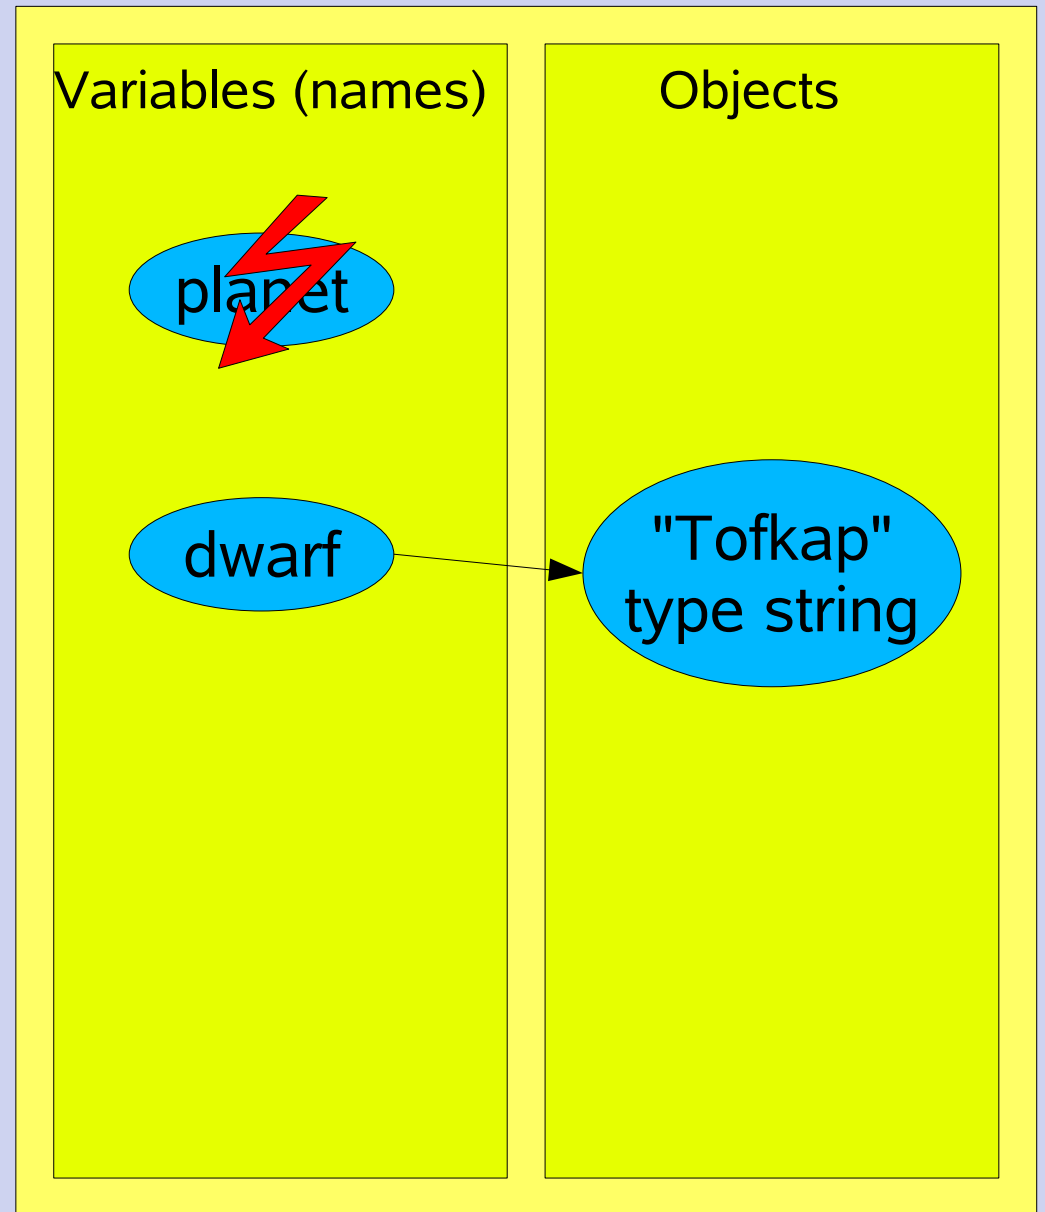 Variables (names)
Objects
planet
dwarf
"Tofkap"
type string